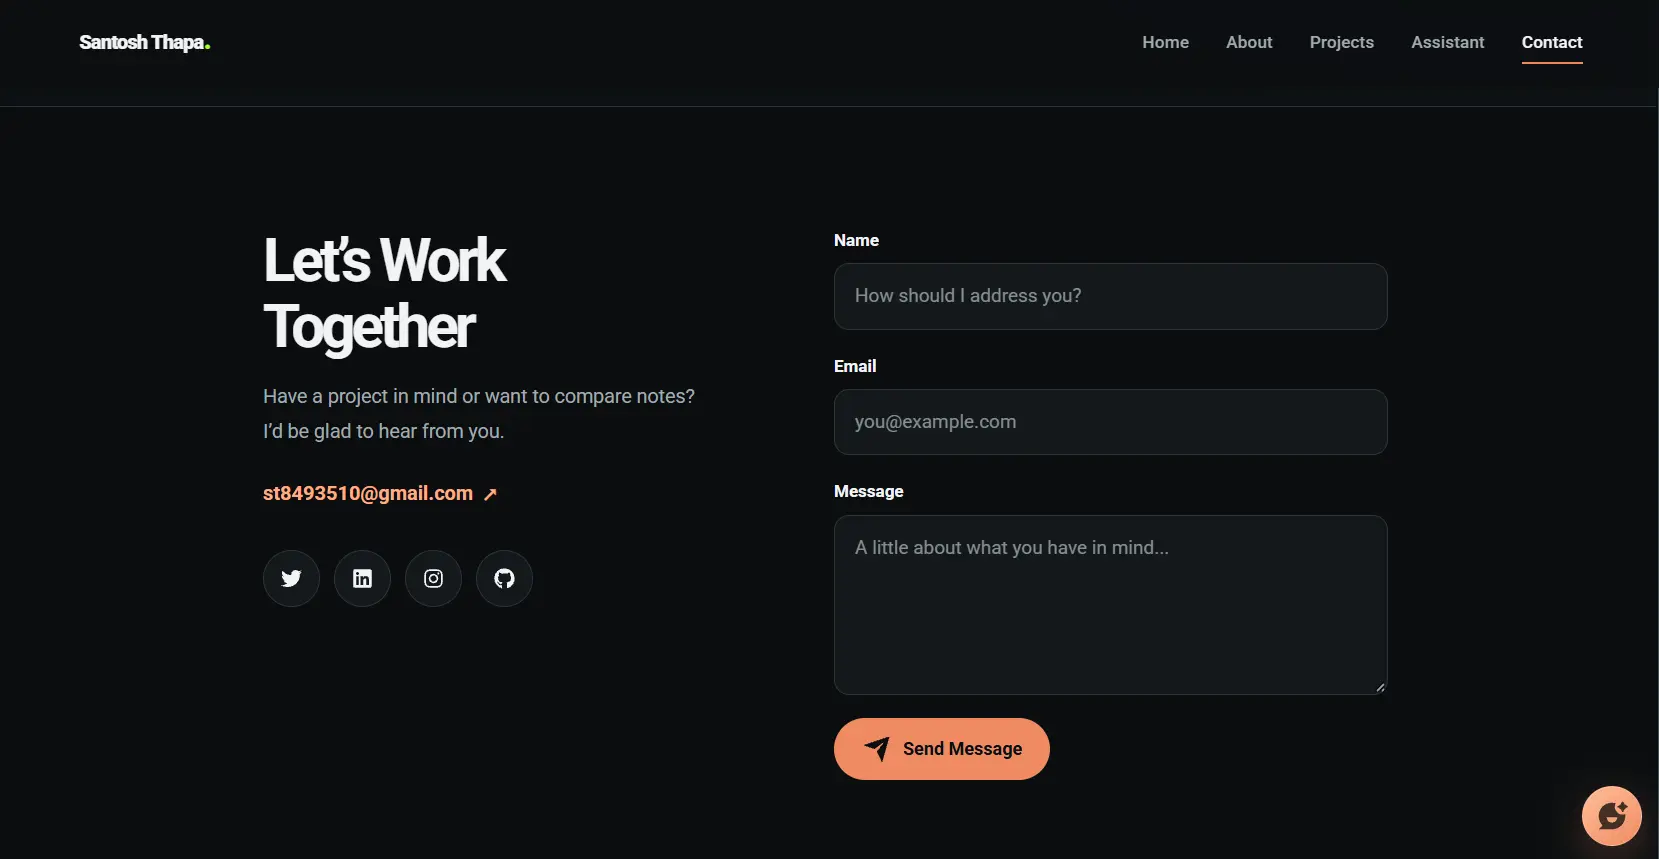 Santosh Thapa.
Home About Projects Assistant Contact
Let’s Work
Together
Have a project in mind or want to compare notes?
I’d be glad to hear from you.
st8493510@gmail.com ↗
Name
How should I address you?
Email
you@example.com
Message
A little about what you have in mind...
Send Message